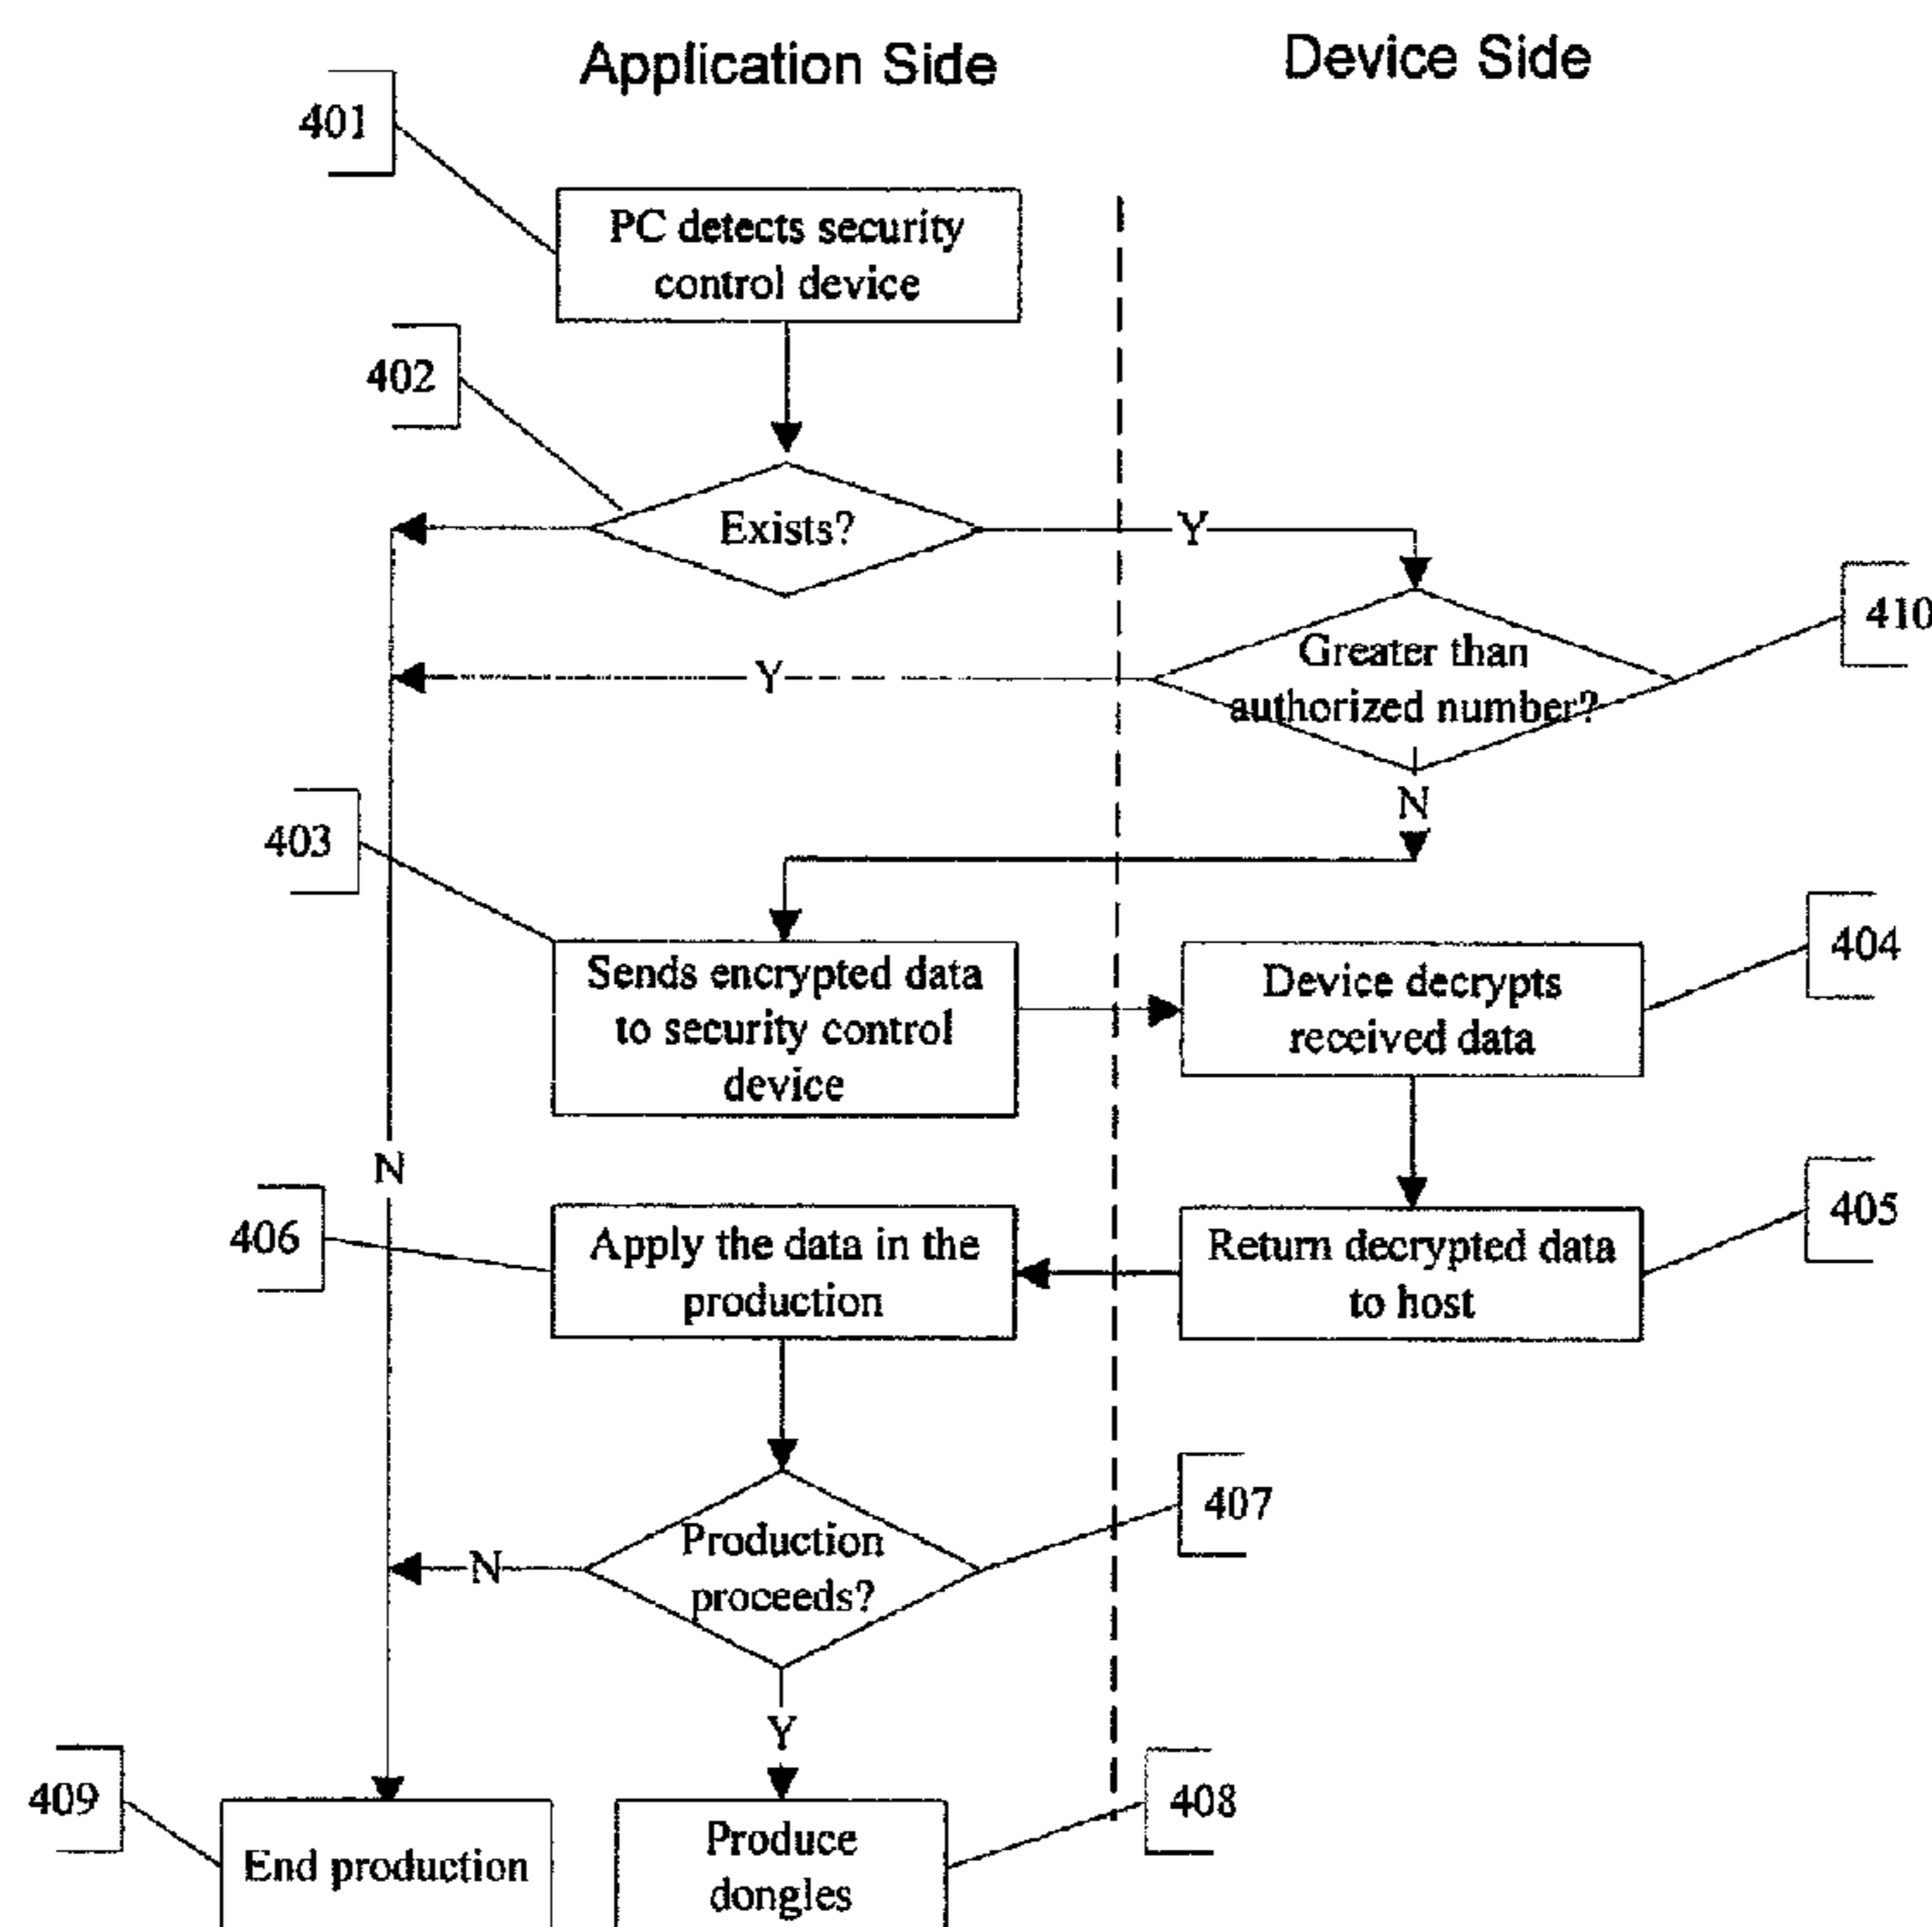 Application Side
Device Side
401
PC detects security
control device
402
Exists?
Y
410
Greater than
authorized number?
Y
N
403
Sends encrypted data
to security control
device
404
Device decrypts
received data
N
406
Apply the data in the
production
405
Return decrypted data
to host
407
Production
proceeds?
N
Y
409
End production
408
Produce
dongles